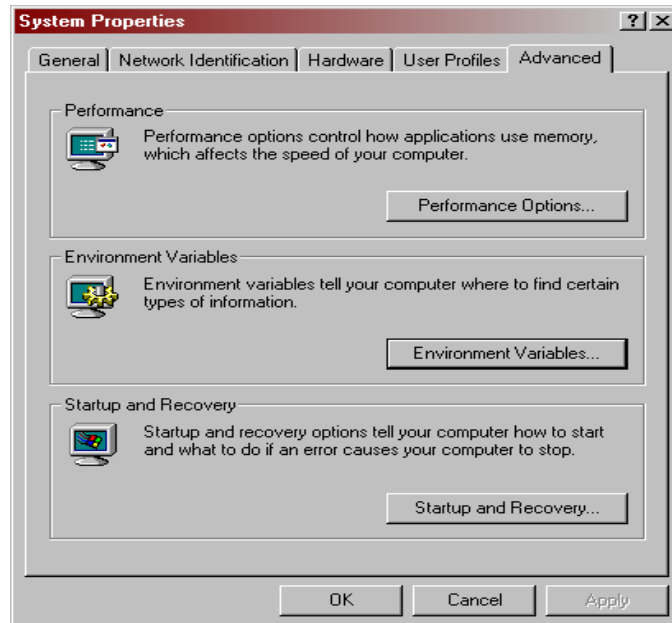 System Properties
General Network Identification Hardware User Profiles Advanced
Performance
Performance options control how applications use memory,
which affects the speed of your computer.
Performance Options...
Environment Variables
Environment variables tell your computer where to find certain
types of information.
Environment Variables...
Startup and Recovery
Startup and recovery options tell your computer how to start
and what to do if an error causes your computer to stop.
Startup and Recovery...
OK Cancel Apply